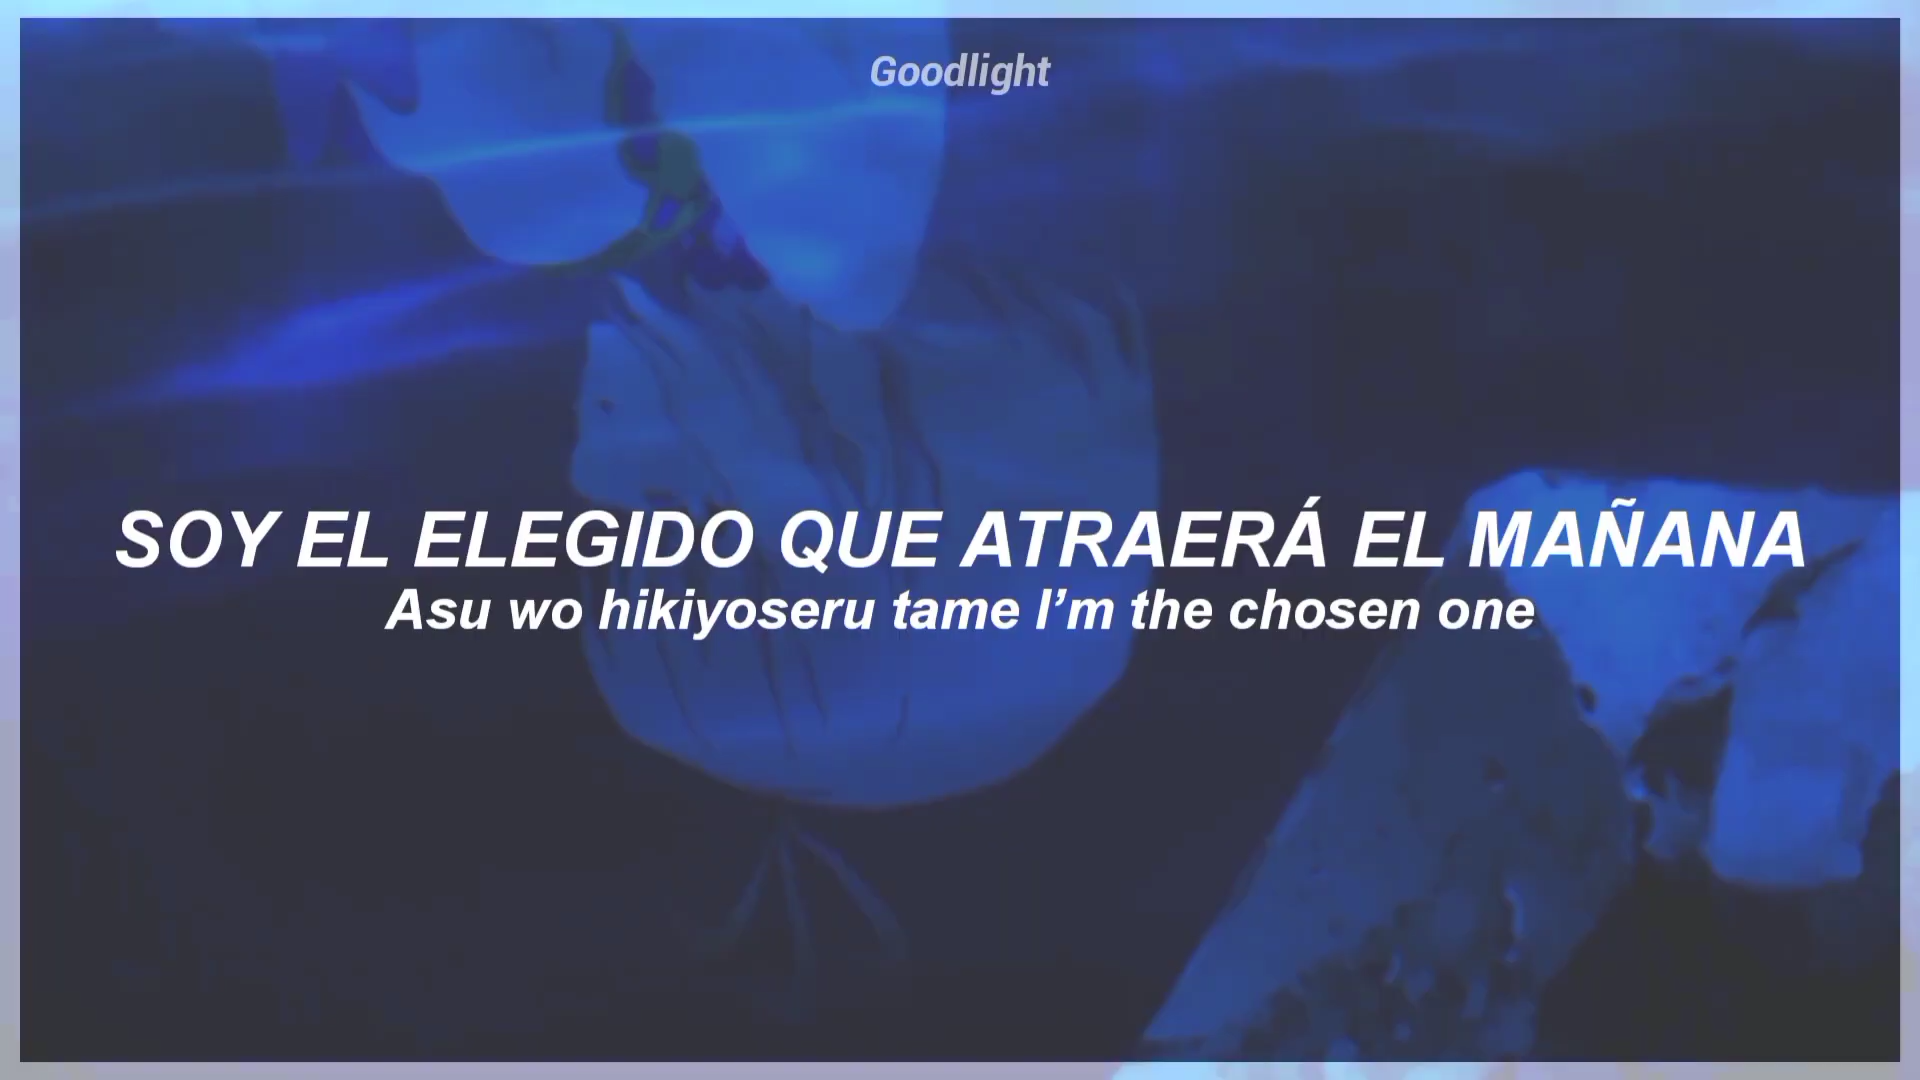 Goodlight
SOY EL ELEGIDO QUE ATRAERÁ EL MAÑANA
Asu wo hikiyoseru tame I’m the chosen one